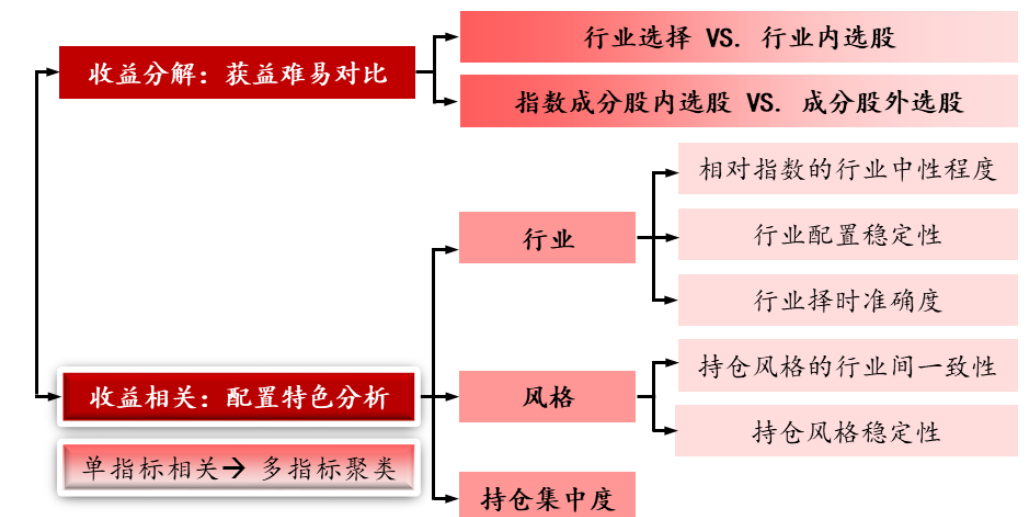 行业选择 VS. 行业内选股
收益分解：获益难易对比
指数成分股内选股 VS. 成分股外选股
相对指数的行业中性程度
行业
行业配置稳定性
行业择时准确度
持仓风格的行业间一致性
收益相关：配置特色分析
风格
持仓风格稳定性
单指标相关→ 多指标聚类
持仓集中度